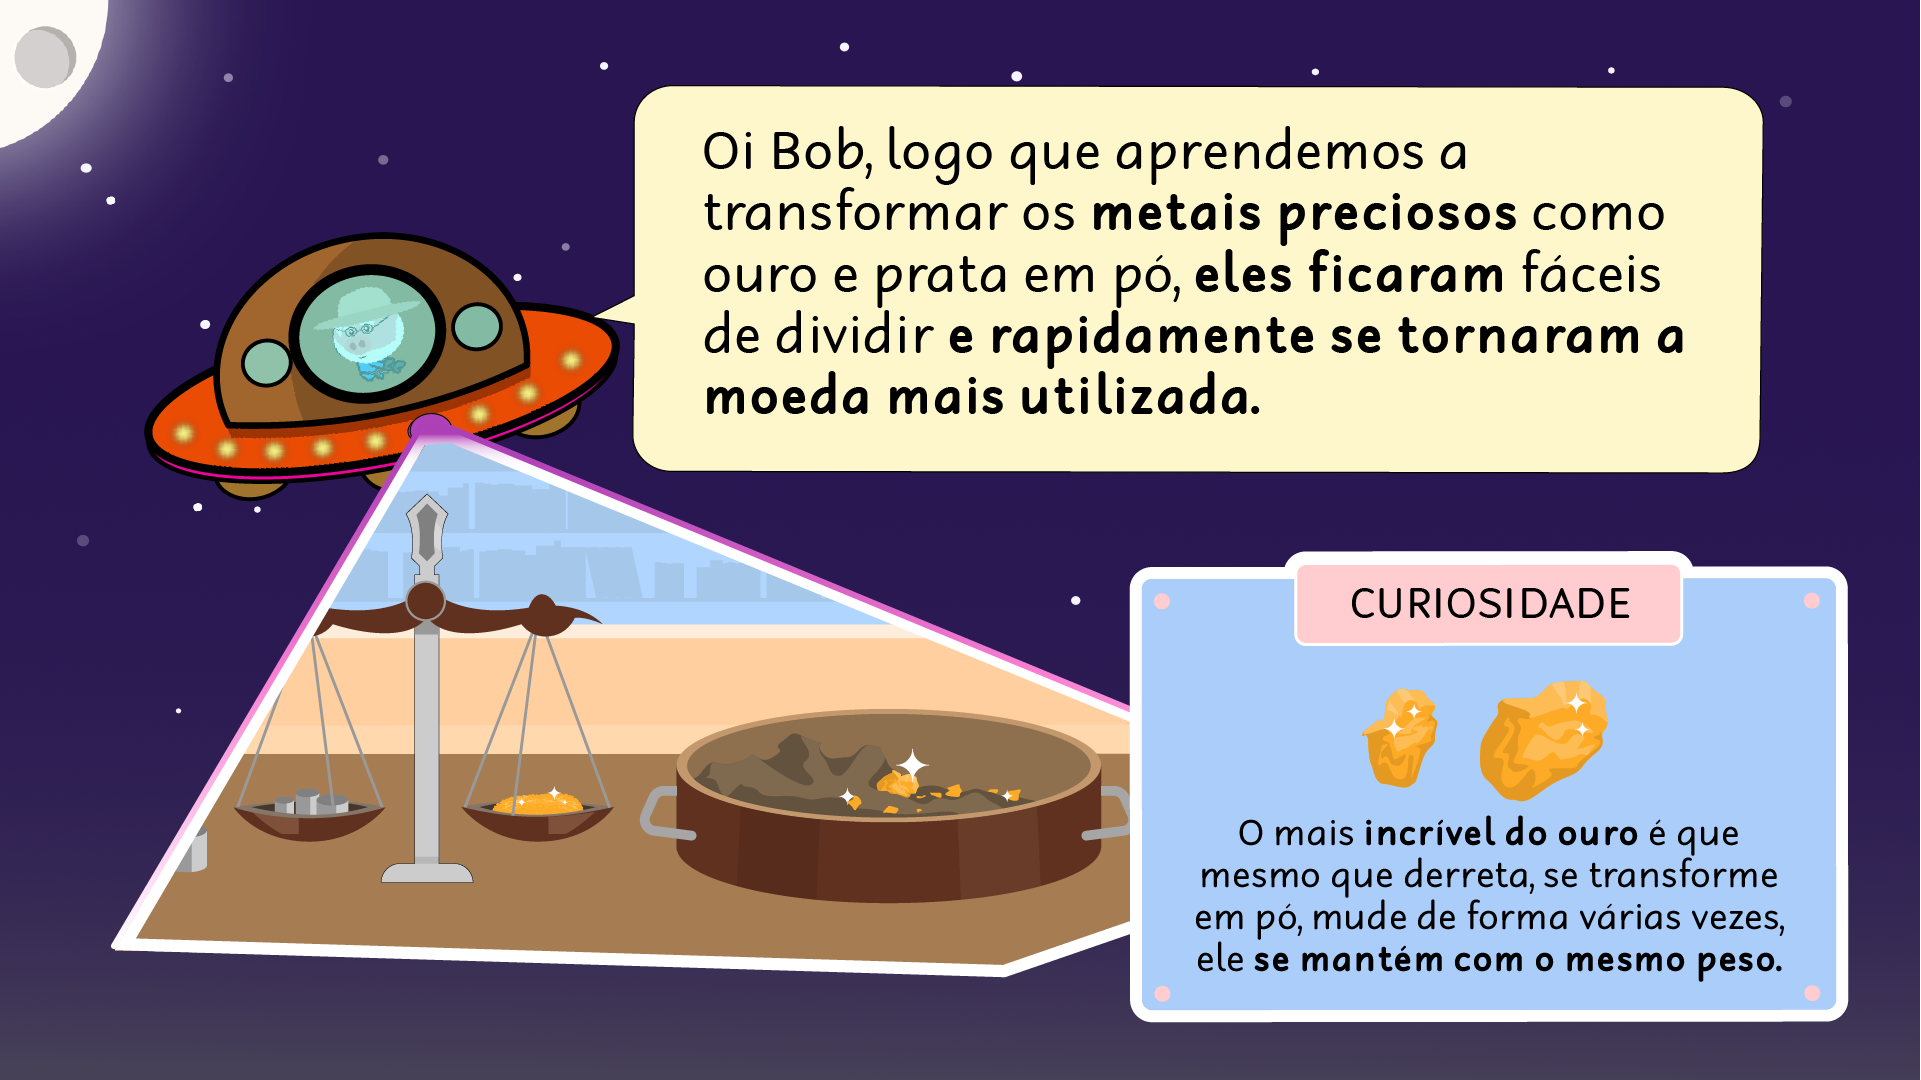 Oi Bob, logo que aprendemos a
transformar os metais preciosos como
ouro e prata em pó, eles ficaram fáceis
de dividir e rapidamente se tornaram a
moeda mais utilizada.
CURIOSIDADE
O mais incrível do ouro é que
mesmo que derreta, se transforme
em pó, mude de forma várias vezes,
ele se mantém com o mesmo peso.